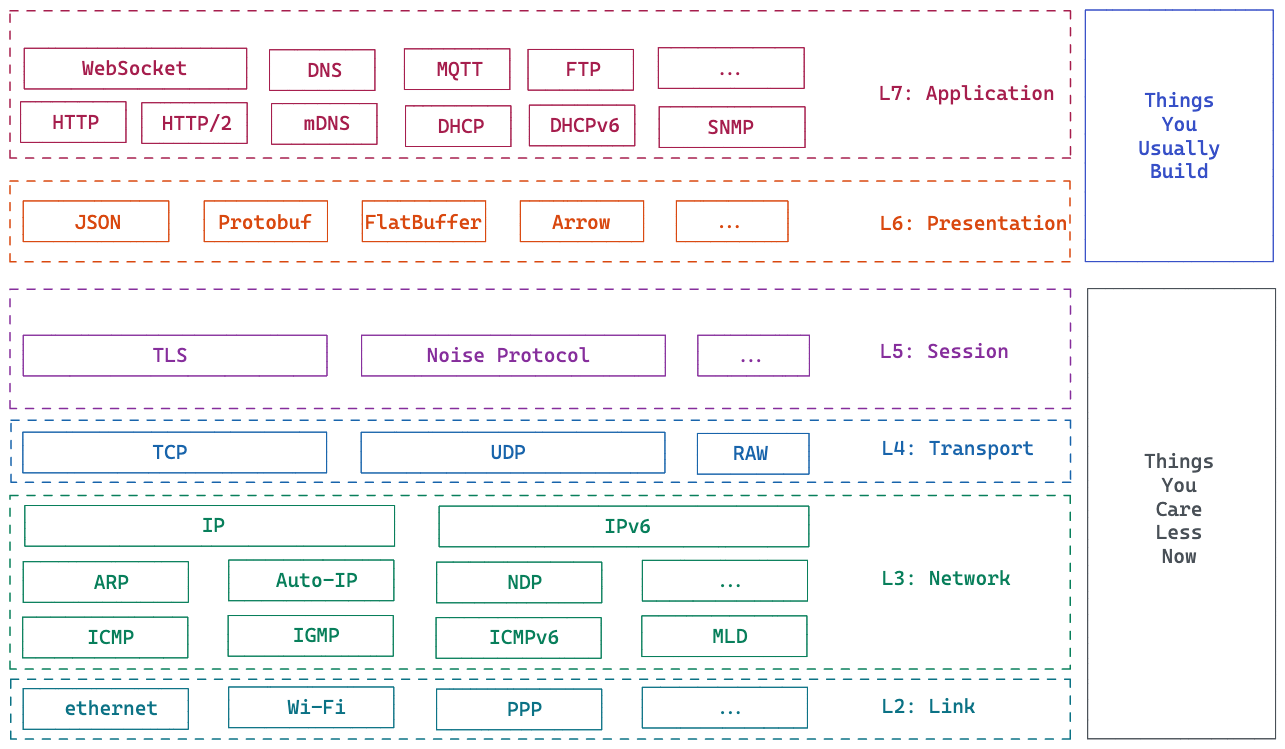 WebSocket DNS MQTT FTP ...
HTTP HTTP/2 mDNS DHCP DHCPv6 SNMP
L7: Application
Things
You
Usually
Build
JSON Protobuf FlatBuffer Arrow ... L6: Presentation
TLS Noise Protocol ... L5: Session
TCP UDP RAW L4: Transport
IP IPv6
ARP Auto-IP NDP ... L3: Network
ICMP IGMP ICMPv6 MLD
ethernet Wi-Fi PPP ... L2: Link
Things
You
Care
Less
Now